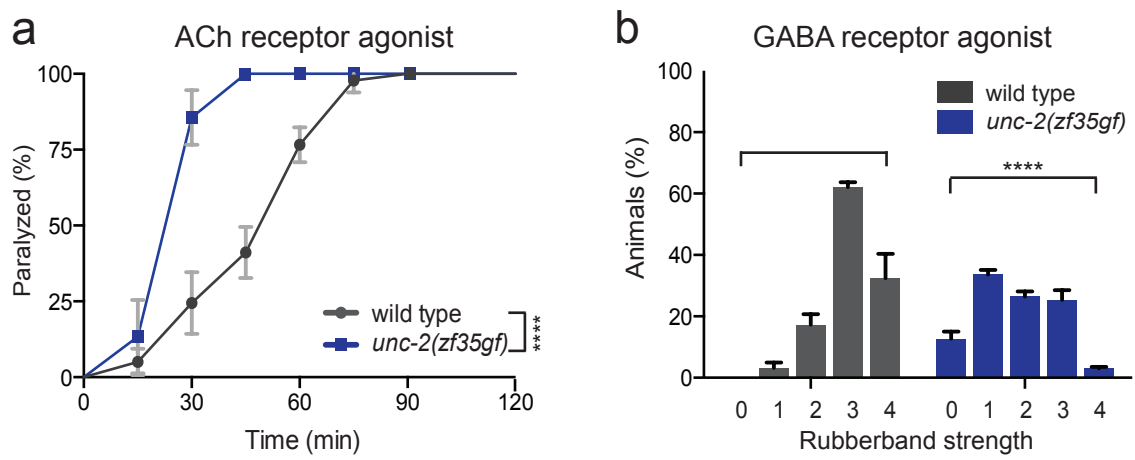 a
ACh receptor agonist
100
75
50
25
0
Paralyzed (%)
0 30 60 90 120
Time (min)
wild type
unc-2(zf35gf)
****
b
GABA receptor agonist
100
80
60
40
20
0
Animals (%)
wild type
unc-2(zf35gf)
****
0 1 2 3 4 0 1 2 3 4
Rubberband strength